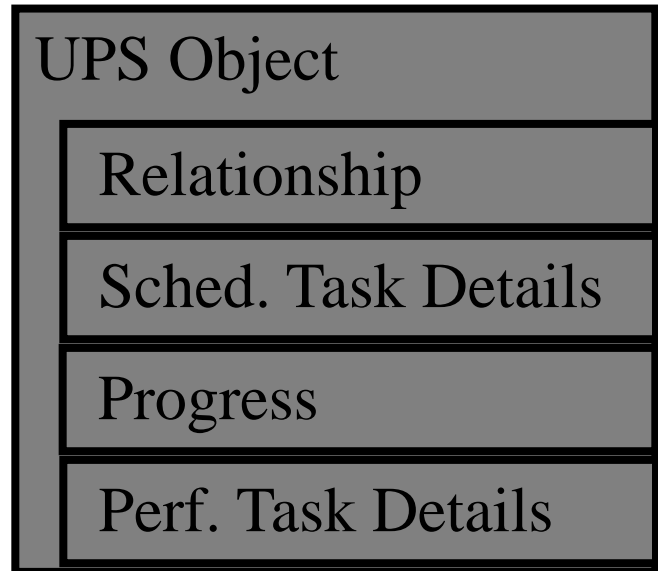 UPS Object
Relationship
Sched. Task Details
Progress
Perf. Task Details